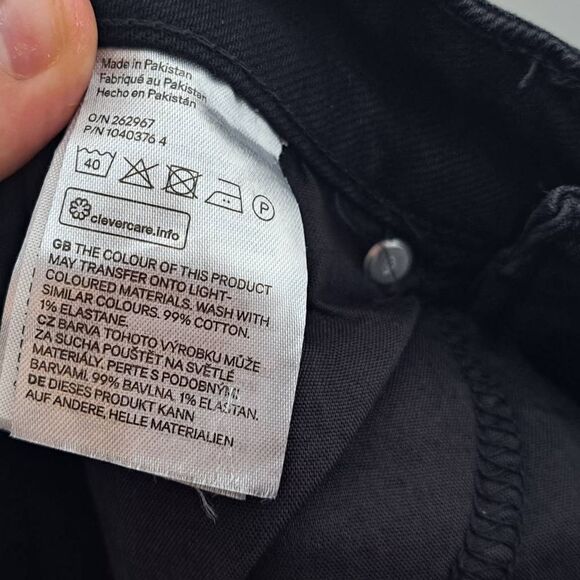 Made in Pakistan
Fabriqué au Pakistan
Hecho en Pakistán
O/N 262967
P/N 1040376 4
40
P
clevercare.info
GB THE COLOUR OF THIS PRODUCT
MAY TRANSFER ONTO LIGHT-
COLOURED MATERIALS. WASH WITH
SIMILAR COLOURS. 99% COTTON.
1% ELASTANE.
CZ BARVA TOHOTO VÝROBKU MŮŽE
ZA SUCHA POUŠTĚT NA SVĚTLÉ
MATERIÁLY. PERTE S PODOBNÝMI
BARVAMI. 99% BAVLNA. 1% ELASTAN.
DE DIESES PRODUKT KANN
AUF ANDERE, HELLE MATERIALIEN